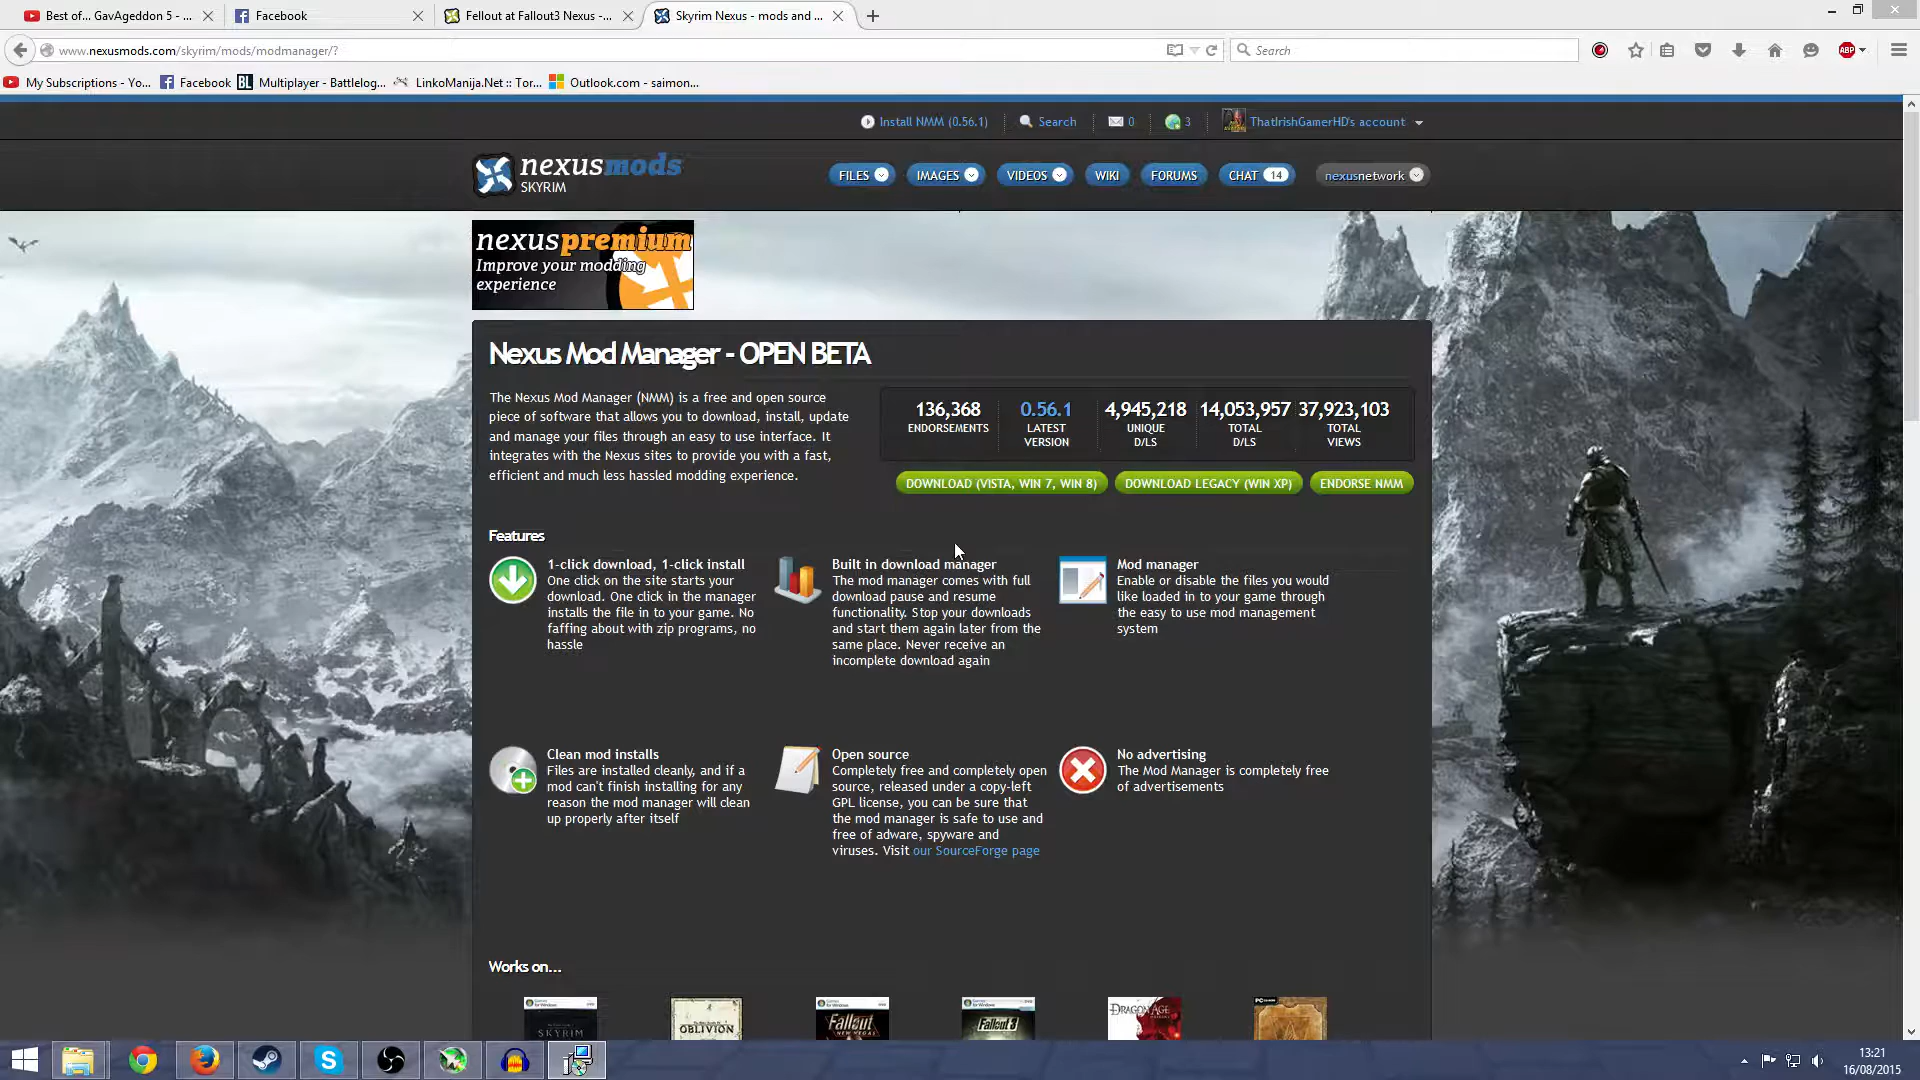 Best of... GavAgeddon 5 - ...
Facebook
Fellout at Fallout3 Nexus -...
Skyrim Nexus - mods and ...
www.nexusmods.com/skyrim/mods/modmanager/?
Search
ABP
My Subscriptions - Yo...
Facebook
BL Multiplayer - Battlelog...
LinkoManija.Net :: Tor...
Outlook.com - saimon...
Install NMM (0.56.1)
Search
0
3
ThatIrishGamerHD's account
nexusmods
SKYRIM
FILES
IMAGES
VIDEOS
WIKI
FORUMS
CHAT 14
nexusnetwork
nexuspremium
Improve your modding
experience
Nexus Mod Manager - OPEN BETA
The Nexus Mod Manager (NMM) is a free and open source
piece of software that allows you to download, install, update
and manage your files through an easy to use interface. It
integrates with the Nexus sites to provide you with a fast,
efficient and much less hassled modding experience.
136,368
ENDORSEMENTS
0.56.1
LATEST
VERSION
4,945,218
UNIQUE
D/LS
14,053,957
TOTAL
D/LS
37,923,103
TOTAL
VIEWS
DOWNLOAD (VISTA, WIN 7, WIN 8)
DOWNLOAD LEGACY (WIN XP)
ENDORSE NMM
Features
1-click download, 1-click install
One click on the site starts your
download. One click in the manager
installs the file in to your game. No
faffing about with zip programs, no
hassle
Built in download manager
The mod manager comes with full
download pause and resume
functionality. Stop your downloads
and start them again later from the
same place. Never receive an
incomplete download again
Mod manager
Enable or disable the files you would
like loaded in to your game through
the easy to use mod management
system
Clean mod installs
Files are installed cleanly, and if a
mod can't finish installing for any
reason the mod manager will clean
up properly after itself
Open source
Completely free and completely open
source, released under a copy-left
GPL license, you can be sure that
the mod manager is safe to use and
free of adware, spyware and
viruses. Visit our SourceForge page
No advertising
The Mod Manager is completely free
of advertisements
Works on...
SKYRIM
OBLIVION
Fallout
NEW VEGAS
Fallout 3
DRAGON AGE
13:21
16/08/2015